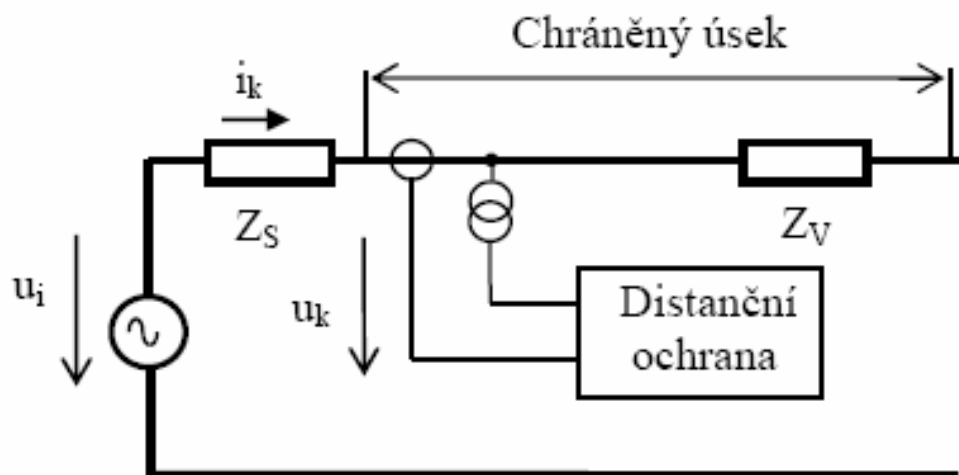 Chráněný úsek
i_k
Z_S
Z_V
u_i
u_k
Distanční
ochrana